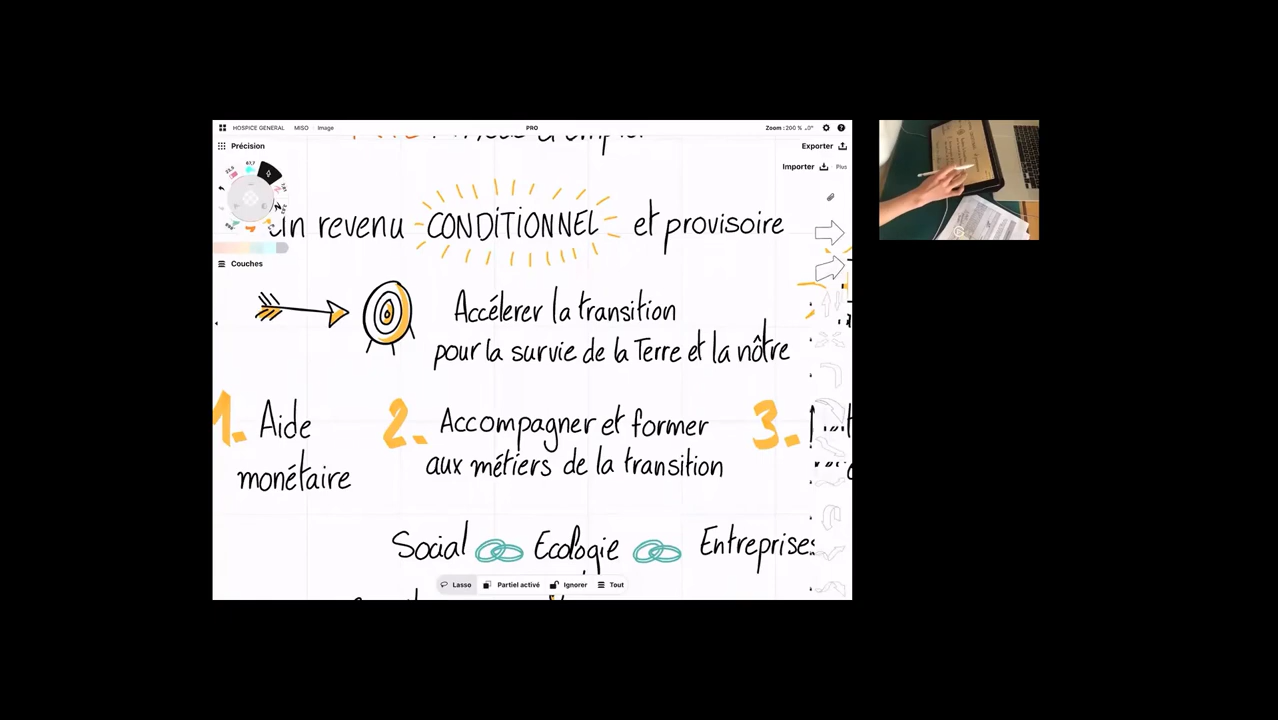 HOSPICE GENERAL MISO Image PRO Zoom : 200 % 0°
Précision Exporter
Importer Plus
un revenu CONDITIONNEL et provisoire
Couches
Accélerer la transition
pour la survie de la Terre et la nôtre
1. Aide 2. Accompagner et former 3.
monétaire aux métiers de la transition
Social Ecologie Entreprises
Lasso Partiel activé Ignorer Tout